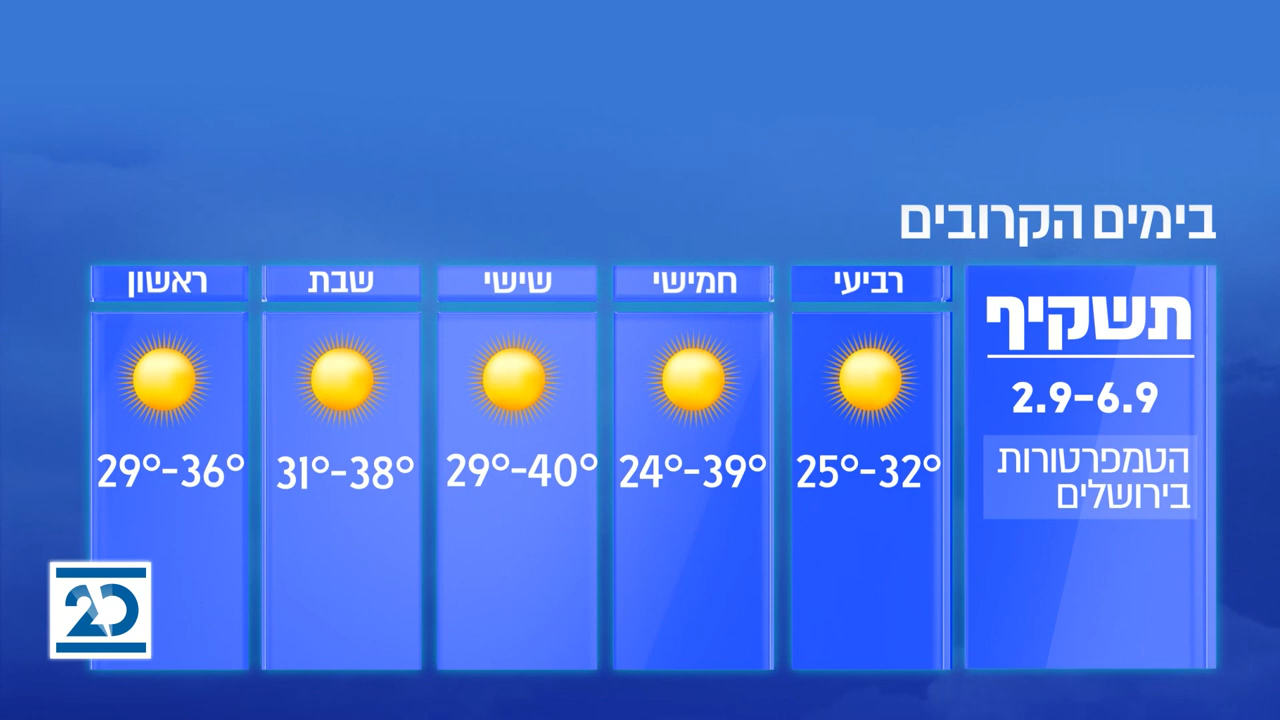 בימים הקרובים
תשקיף
2.9-6.9
הטמפרטורות
בירושלים
רביעי
25°-32°
חמישי
24°-39°
שישי
29°-40°
שבת
31°-38°
ראשון
29°-36°
20